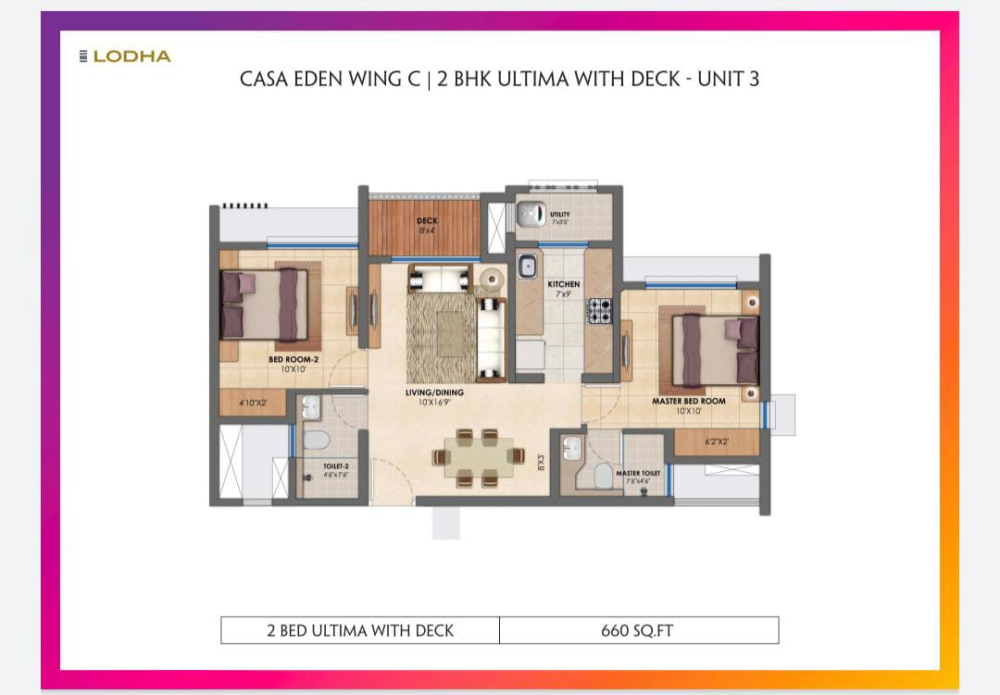 LODHA
CASA EDEN WING C | 2 BHK ULTIMA WITH DECK - UNIT 3
DECK
8'x4'
UTILITY
7'x3'5"
KITCHEN
7'x9'
BED ROOM-2
10'X10'
LIVING/DINING
10'X16'9"
MASTER BED ROOM
10'X10'
4'10"X2'
6'2"X2'
8'X3'
TOILET-2
4'6"x7'6"
MASTER TOILET
7'6"x4'6"
2 BED ULTIMA WITH DECK
660 SQ.FT